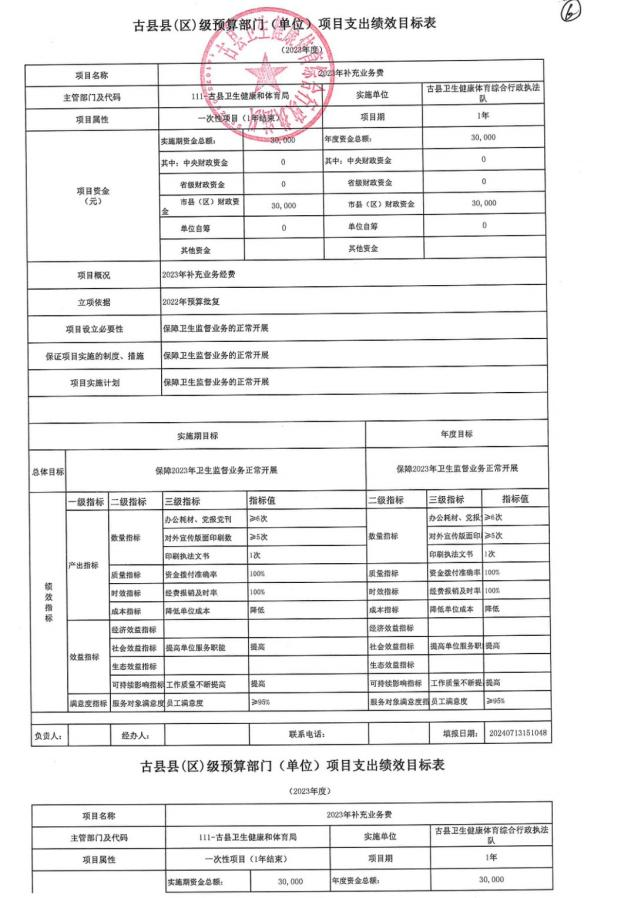 ⑥
古县县(区)级预算部门（单位）项目支出绩效目标表
（2023年度）
项目名称 2023年补充业务费
主管部门及代码 111-古县卫生健康和体育局 实施单位 古县卫生健康体育综合行政执法队
项目属性 一次性项目（1年结束） 项目期 1年
项目资金（元） 实施期资金总额： 30,000 年度资金总额： 30,000
其中：中央财政资金 0 其中：中央财政资金 0
省级财政资金 0 省级财政资金 0
市县（区）财政资金 30,000 市县（区）财政资金 30,000
单位自筹 0 单位自筹 0
其他资金 其他资金
项目概况 2023年补充业务经费
立项依据 2022年预算批复
项目设立必要性 保障卫生监督业务的正常开展
保证项目实施的制度、措施 保障卫生监督业务的正常开展
项目实施计划 保障卫生监督业务的正常开展
实施期目标 年度目标
总体目标 保障2023年卫生监督业务正常开展 保障2023年卫生监督业务正常开展
绩效指标 一级指标 二级指标 三级指标 指标值 二级指标 三级指标 指标值
产出指标 数量指标 办公耗材、党报党刊 ≥6次 数量指标 办公耗材、党报 ≥6次
对外宣传版面印刷数 ≥5次 对外宣传版面印 ≥5次
印刷执法文书 1次 印刷执法文书 1次
质量指标 资金拨付准确率 100% 质量指标 资金拨付准确率 100%
时效指标 经费报销及时率 100% 时效指标 经费报销及时率 100%
成本指标 降低单位成本 降低 成本指标 降低单位成本 降低
效益指标 经济效益指标 经济效益指标
社会效益指标 提高单位服务职能 提高 社会效益指标 提高单位服务职 提高
生态效益指标 生态效益指标
可持续影响指标 工作质量不断提高 提高 可持续影响指标 工作质量不断提 提高
满意度指标 服务对象满意度 员工满意度 ≥95% 服务对象满意度指 员工满意度 ≥95%
负责人： 经办人： 联系电话： 填报日期： 20240713151048
古县县(区)级预算部门（单位）项目支出绩效目标表
（2023年度）
项目名称 2023年补充业务费
主管部门及代码 111-古县卫生健康和体育局 实施单位 古县卫生健康体育综合行政执法队
项目属性 一次性项目（1年结束） 项目期 1年
实施期资金总额： 30,000 年度资金总额： 30,000